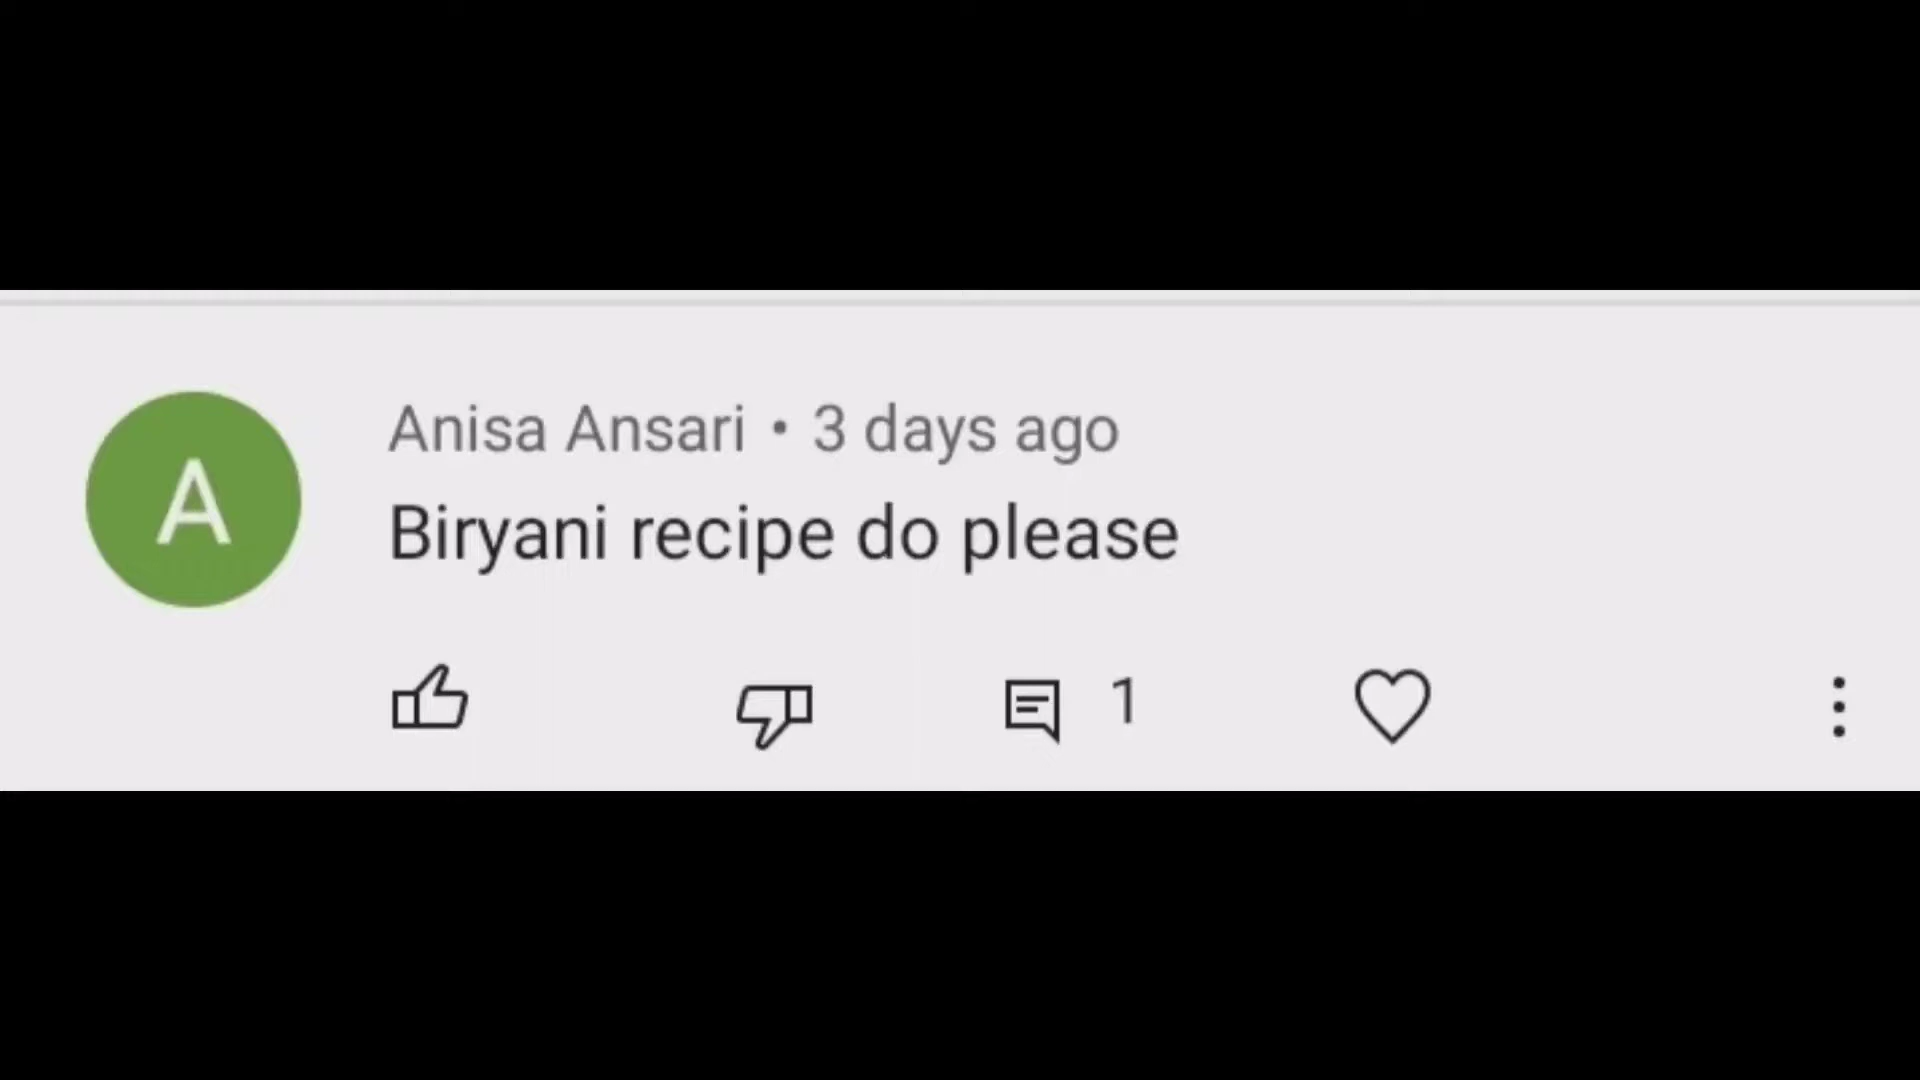 A
Anisa Ansari • 3 days ago
Biryani recipe do please
1